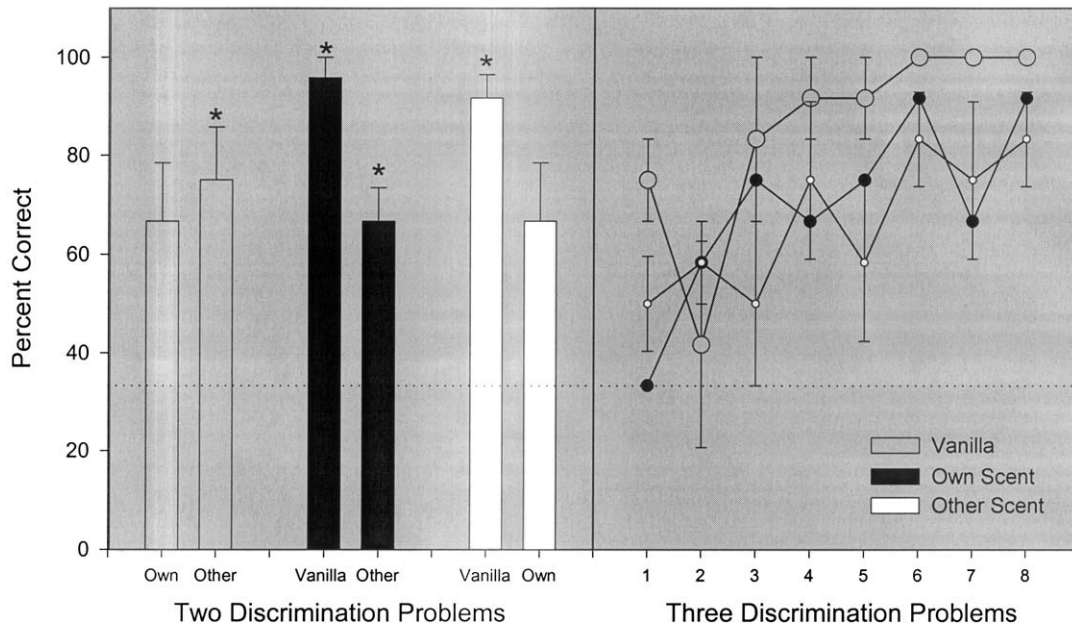 Percent Correct
100
80
60
40
20
0
* * * * *
Own Other Vanilla Other Vanilla Own
Two Discrimination Problems
1 2 3 4 5 6 7 8
Three Discrimination Problems
Vanilla
Own Scent
Other Scent